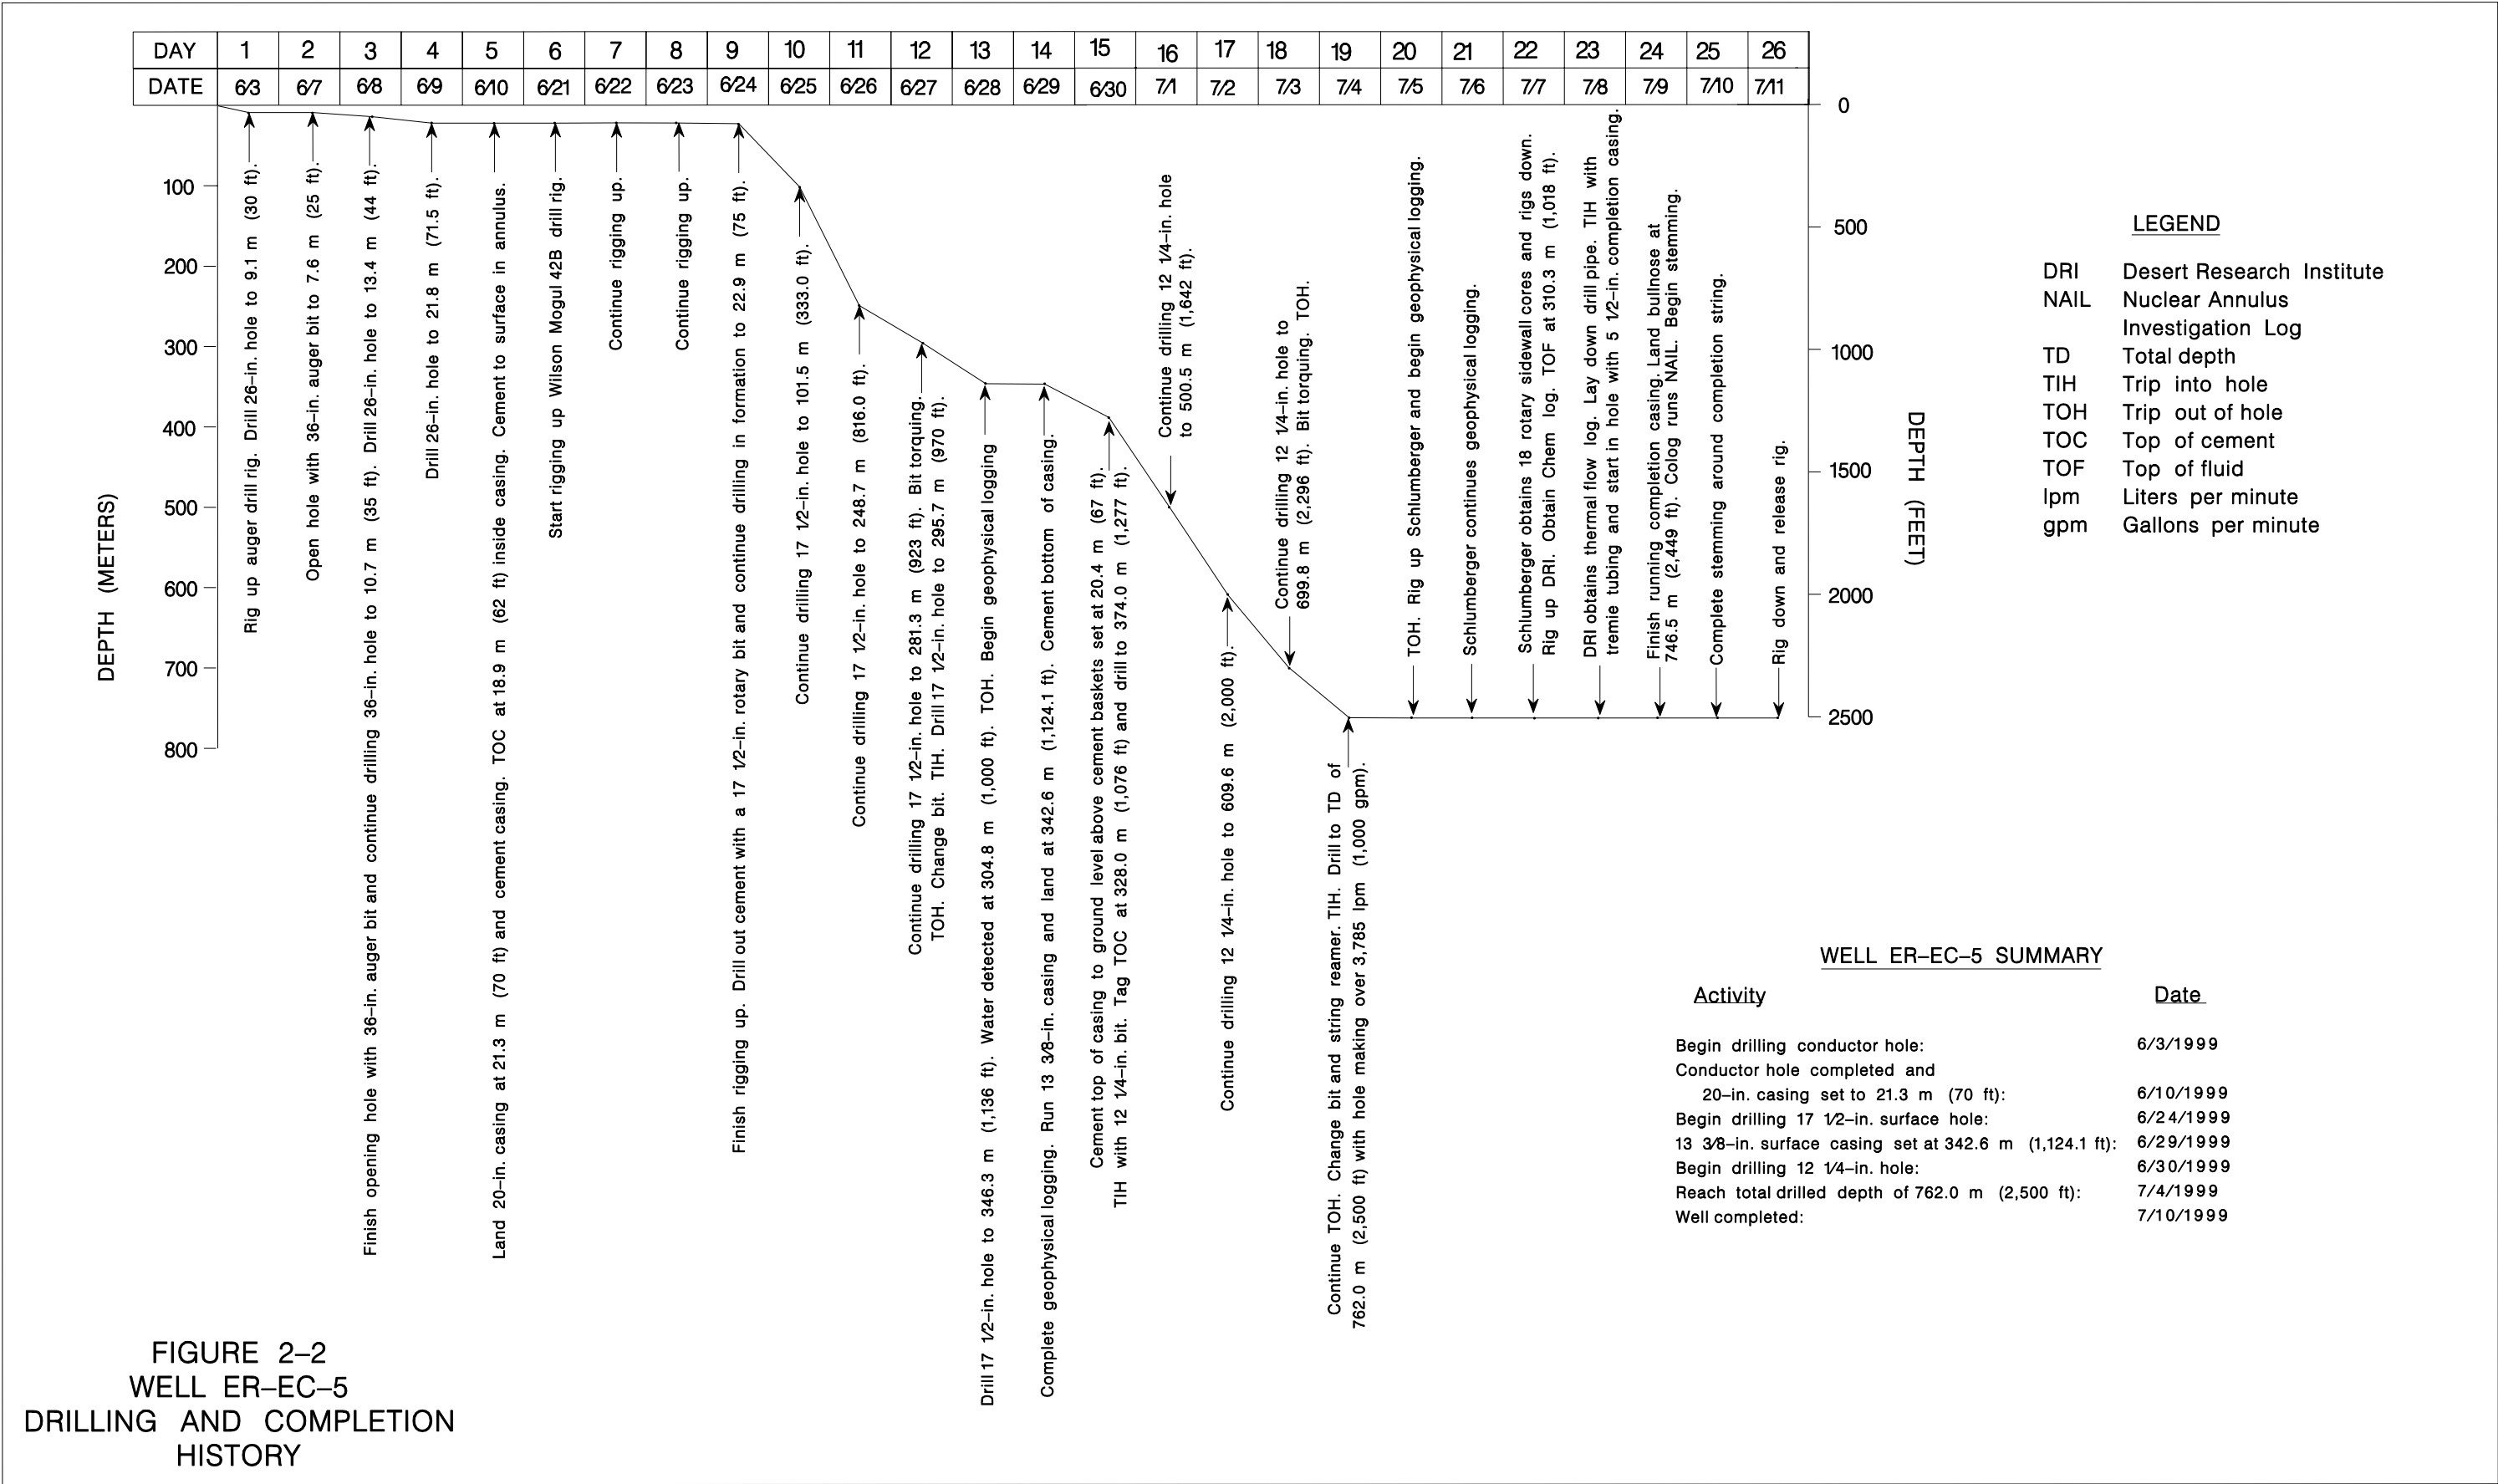 DAY 1 2 3 4 5 6 7 8 9 10 11 12 13 14 15 16 17 18 19 20 21 22 23 24 25 26
DATE 6/3 6/7 6/8 6/9 6/10 6/21 6/22 6/23 6/24 6/25 6/26 6/27 6/28 6/29 6/30 7/1 7/2 7/3 7/4 7/5 7/6 7/7 7/8 7/9 7/10 7/11
DEPTH (METERS)
100
200
300
400
500
600
700
800
Rig up auger drill rig. Drill 26-in. hole to 9.1 m (30 ft).
Open hole with 36-in. auger bit to 7.6 m (25 ft).
Finish opening hole with 36-in. auger bit and continue drilling 36-in. hole to 10.7 m (35 ft). Drill 26-in. hole to 13.4 m (44 ft).
Drill 26-in. hole to 21.8 m (71.5 ft).
Land 20-in. casing at 21.3 m (70 ft) and cement casing. TOC at 18.9 m (62 ft) inside casing. Cement to surface in annulus.
Start rigging up Wilson Mogul 42B drill rig.
Continue rigging up.
Continue rigging up.
Finish rigging up. Drill out cement with a 17 1/2-in. rotary bit and continue drilling in formation to 22.9 m (75 ft).
Continue drilling 17 1/2-in. hole to 101.5 m (333.0 ft).
Continue drilling 17 1/2-in. hole to 248.7 m (816.0 ft).
Continue drilling 17 1/2-in. hole to 281.3 m (923 ft). Bit torquing.
TOH. Change bit. TIH. Drill 17 1/2-in. hole to 295.7 m (970 ft).
Drill 17 1/2-in. hole to 346.3 m (1,136 ft). Water detected at 304.8 m (1,000 ft). TOH. Begin geophysical logging
Complete geophysical logging. Run 13 3/8-in. casing and land at 342.6 m (1,124.1 ft). Cement bottom of casing.
Cement top of casing to ground level above cement baskets set at 20.4 m (67 ft).
TIH with 12 1/4-in. bit. Tag TOC at 328.0 m (1,076 ft) and drill to 374.0 m (1,277 ft).
Continue drilling 12 1/4-in. hole
to 500.5 m (1,642 ft).
Continue drilling 12 1/4-in. hole to 609.6 m (2,000 ft).
Continue drilling 12 1/4-in. hole to
699.8 m (2,296 ft). Bit torquing. TOH.
Continue TOH. Change bit and string reamer. TIH. Drill to TD of
762.0 m (2,500 ft) with hole making over 3,785 lpm (1,000 gpm).
TOH. Rig up Schlumberger and begin geophysical logging.
Schlumberger continues geophysical logging.
Schlumberger obtains 18 rotary sidewall cores and rigs down.
Rig up DRI. Obtain Chem log. TOF at 310.3 m (1,018 ft).
DRI obtains thermal flow log. Lay down drill pipe. TIH with
tremie tubing and start in hole with 5 1/2-in. completion casing.
Finish running completion casing. Land bullnose at
746.5 m (2,449 ft). Colog runs NAIL. Begin stemming.
Complete stemming around completion string.
Rig down and release rig.
0
500
1000
1500
2000
2500
DEPTH (FEET)
LEGEND
DRI Desert Research Institute
NAIL Nuclear Annulus
Investigation Log
TD Total depth
TIH Trip into hole
TOH Trip out of hole
TOC Top of cement
TOF Top of fluid
lpm Liters per minute
gpm Gallons per minute
WELL ER-EC-5 SUMMARY
Activity Date
Begin drilling conductor hole: 6/3/1999
Conductor hole completed and
20-in. casing set to 21.3 m (70 ft): 6/10/1999
Begin drilling 17 1/2-in. surface hole: 6/24/1999
13 3/8-in. surface casing set at 342.6 m (1,124.1 ft): 6/29/1999
Begin drilling 12 1/4-in. hole: 6/30/1999
Reach total drilled depth of 762.0 m (2,500 ft): 7/4/1999
Well completed: 7/10/1999
FIGURE 2-2
WELL ER-EC-5
DRILLING AND COMPLETION
HISTORY